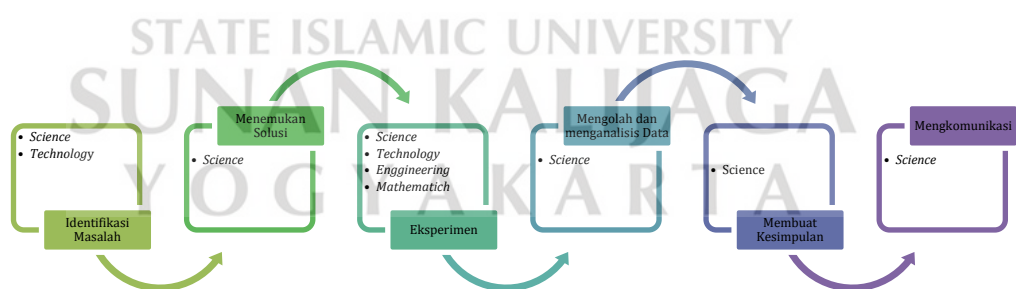 STATE ISLAMIC UNIVERSITY
SUNAN KALIJAGA
YOGYAKARTA
• Science
• Technology
Identifikasi
Masalah
Menemukan
Solusi
• Science
• Science
• Technology
• Enggineering
• Mathematich
Eksperimen
Mengolah dan
menganalisis Data
• Science
• Science
Membuat
Kesimpulan
Mengkomunikasi
• Science